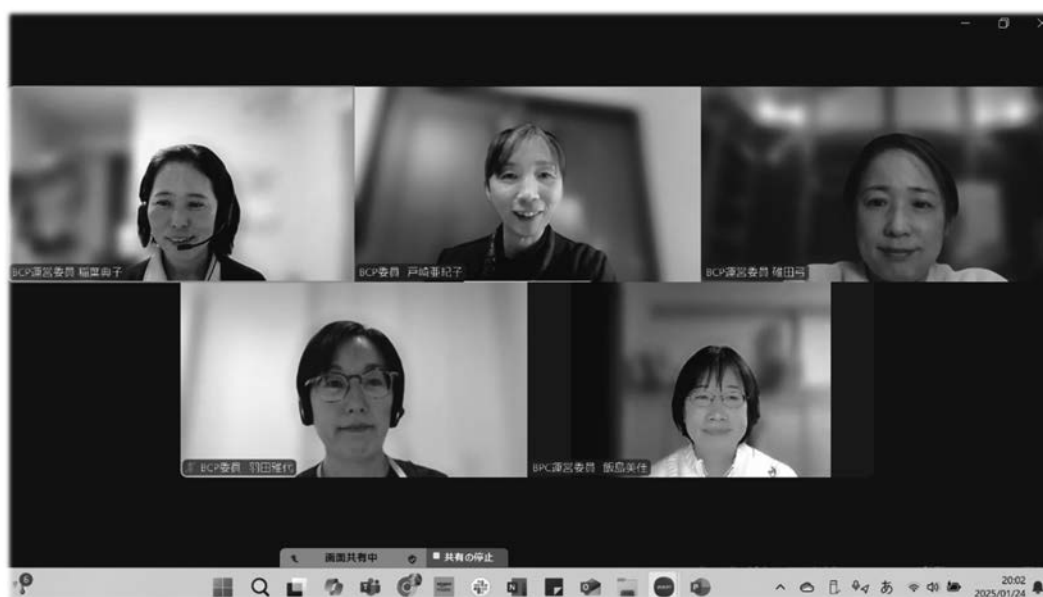 BCP運営委員 稲葉典子
BCP委員 戸崎亜紀子
BCP運営委員 碓田弓
BCP委員 羽田雅代
BPC運営委員 飯島美佳
画面共有中
共有の停止
あ
20:02
2025/01/24